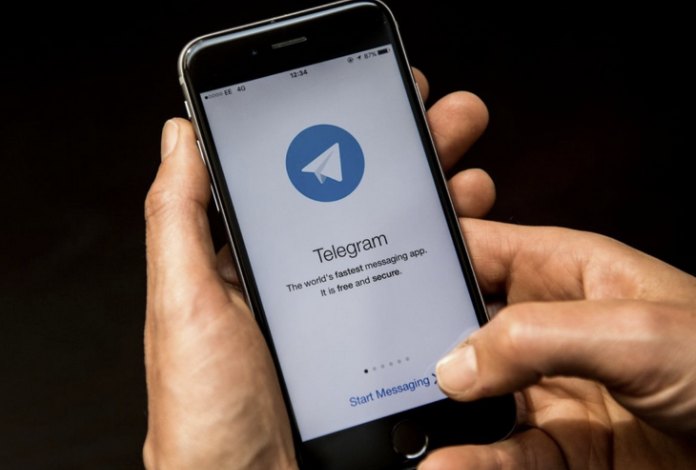 EE 4G 12:34 87%
Telegram
The world's fastest messaging app.
It is free and secure.
Start Messaging